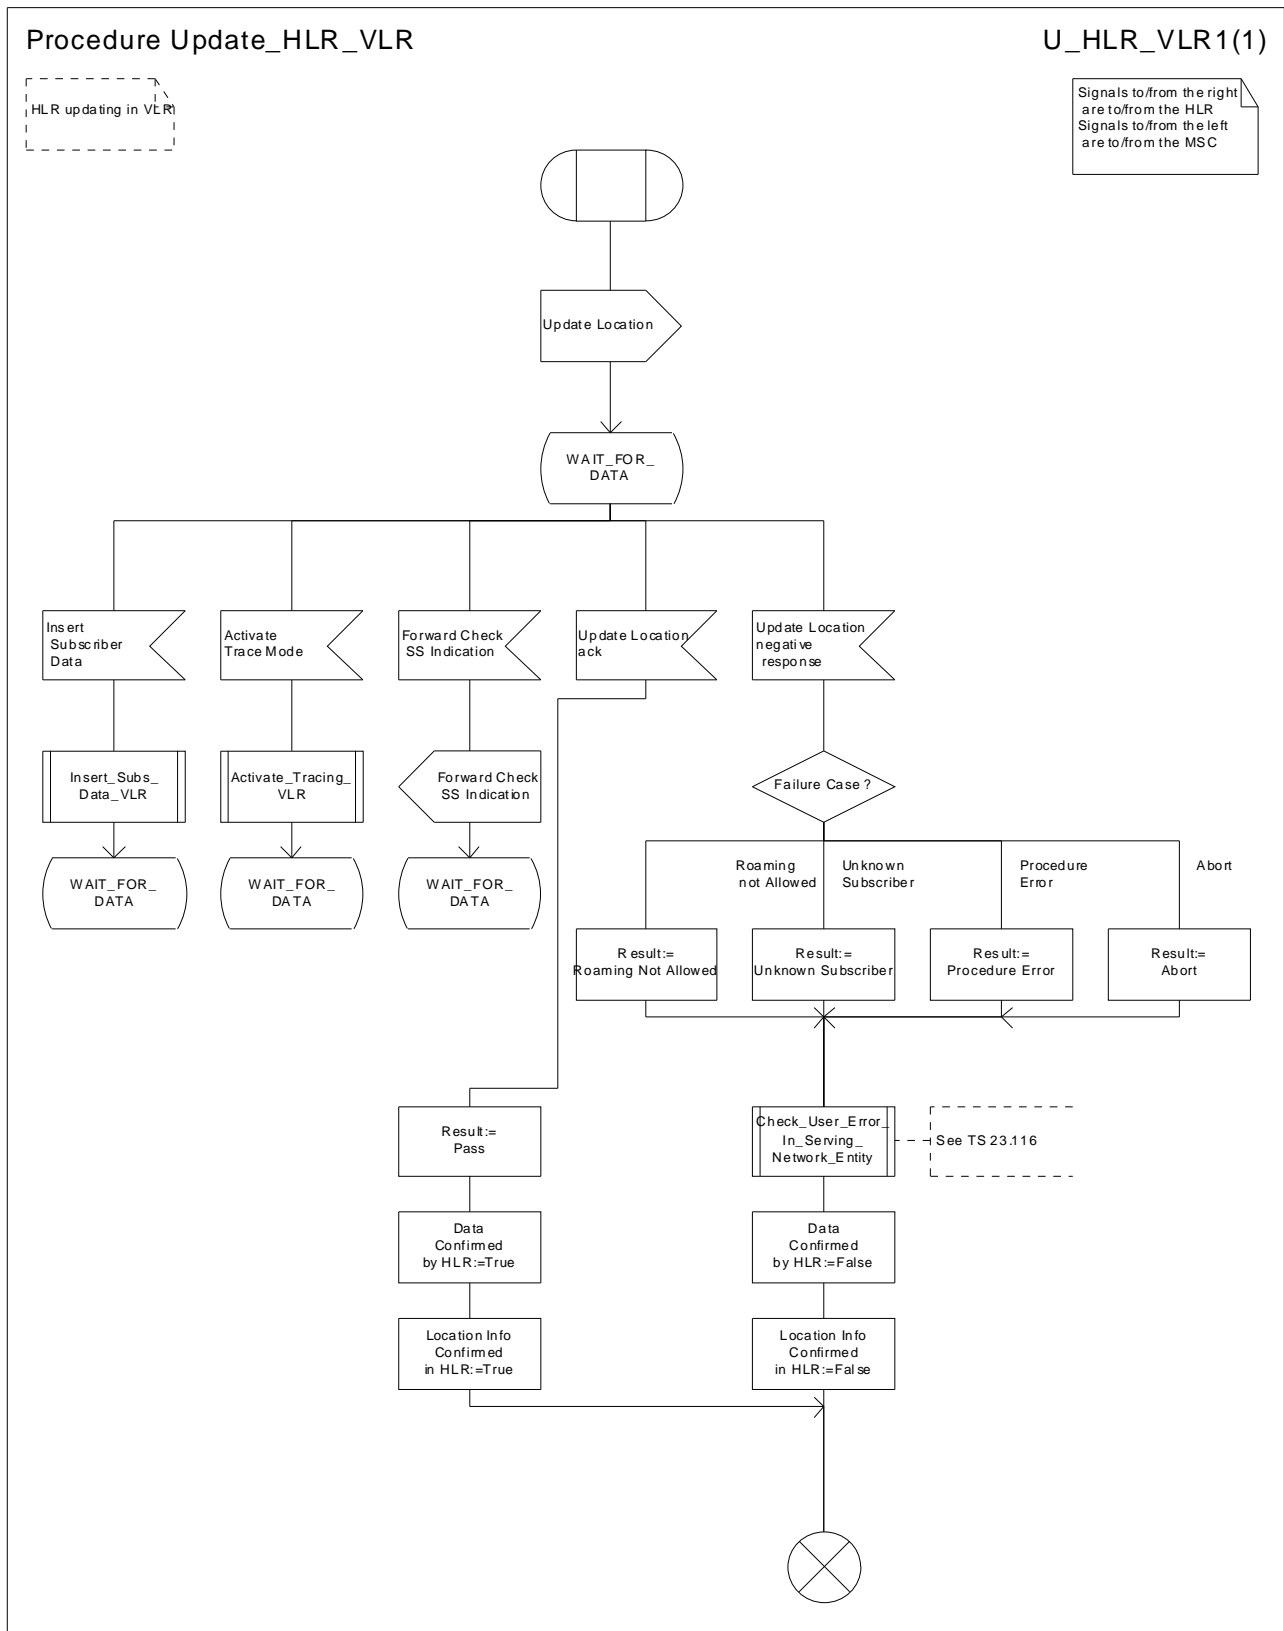 Procedure Update_HLR_VLR
U_HLR_VLR1(1)
HLR updating in VLR
Signals to/from the right
are to/from the HLR
Signals to/from the left
are to/from the MSC
Update Location
WAIT_FOR_
DATA
Insert
Subscriber
Data
Activate
Trace Mode
Forward Check
SS Indication
Update Location
ack
Update Location
negative
response
Insert_Subs_
Data_VLR
Activate_Tracing_
VLR
Forward Check
SS Indication
Failure Case ?
WAIT_FOR_
DATA
WAIT_FOR_
DATA
WAIT_FOR_
DATA
Roaming
not Allowed
Unknown
Subscriber
Procedure
Error
Abort
Result:=
Roaming Not Allowed
Result:=
Unknown Subscriber
Result:=
Procedure Error
Result:=
Abort
Result:=
Pass
Check_User_Error_
In_Serving_
Network_Entity
See TS 23.116
Data
Confirmed
by HLR:=True
Data
Confirmed
by HLR:=False
Location Info
Confirmed
in HLR:=True
Location Info
Confirmed
in HLR:=False